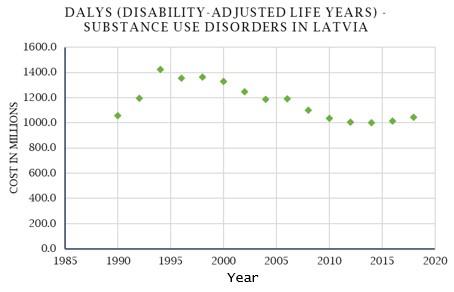 DALYS (DISABILITY-ADJUSTED LIFE YEARS) -
SUBSTANCE USE DISORDERS IN LATVIA
1600.0
1400.0
1200.0
1000.0
800.0
600.0
400.0
200.0
0.0
COST IN MILLIONS
1985 1990 1995 2000 2005 2010 2015 2020
Year